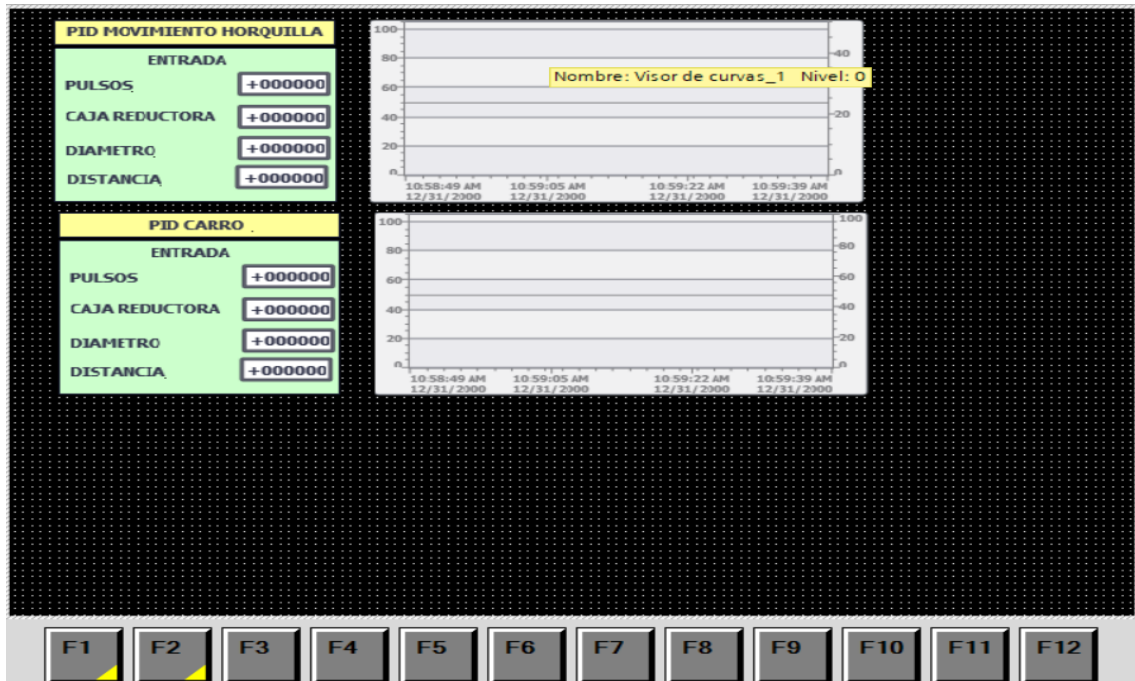 PID MOVIMIENTO HORQUILLA
ENTRADA
PULSOS +000000
CAJA REDUCTORA +000000
DIAMETRO +000000
DISTANCIA +000000
100
80
60
40
20
0
40
20
0
Nombre: Visor de curvas_1 Nivel: 0
10:58:49 AM 10:59:05 AM 10:59:22 AM 10:59:39 AM
12/31/2000 12/31/2000 12/31/2000 12/31/2000
PID CARRO
ENTRADA
PULSOS +000000
CAJA REDUCTORA +000000
DIAMETRO +000000
DISTANCIA +000000
100
80
60
40
20
0
100
80
60
40
20
0
10:58:49 AM 10:59:05 AM 10:59:22 AM 10:59:39 AM
12/31/2000 12/31/2000 12/31/2000 12/31/2000
F1 F2 F3 F4 F5 F6 F7 F8 F9 F10 F11 F12